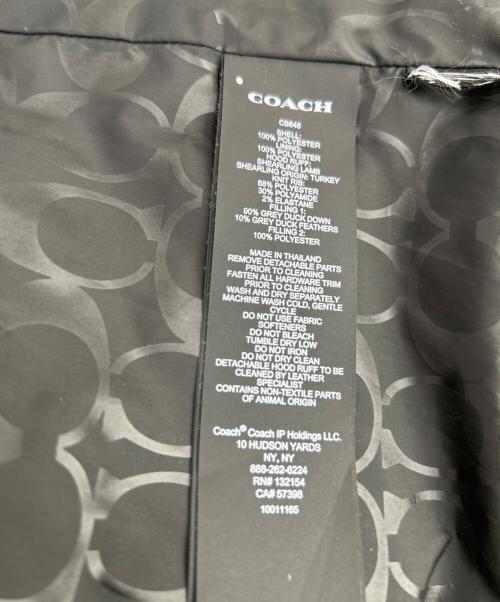 COACH
CB648
SHELL:
100% POLYESTER
LINING:
100% POLYESTER
HOOD RUFF:
SHEARLING LAMB
SHEARLING ORIGIN: TURKEY
KNIT RIB:
68% POLYESTER
30% POLYAMIDE
2% ELASTANE
FILLING 1:
90% GREY DUCK DOWN
10% GREY DUCK FEATHERS
FILLING 2:
100% POLYESTER
MADE IN THAILAND
REMOVE DETACHABLE PARTS
PRIOR TO CLEANING
FASTEN ALL HARDWARE TRIM
PRIOR TO CLEANING
WASH AND DRY SEPARATELY
MACHINE WASH COLD, GENTLE
CYCLE
DO NOT USE FABRIC
SOFTENERS
DO NOT BLEACH
TUMBLE DRY LOW
DO NOT IRON
DO NOT DRY CLEAN
DETACHABLE HOOD RUFF TO BE
CLEANED BY LEATHER
SPECIALIST
CONTAINS NON-TEXTILE PARTS
OF ANIMAL ORIGIN
Coach® Coach IP Holdings LLC.
10 HUDSON YARDS
NY, NY
888-262-6224
RN# 132154
CA# 57398
10011165